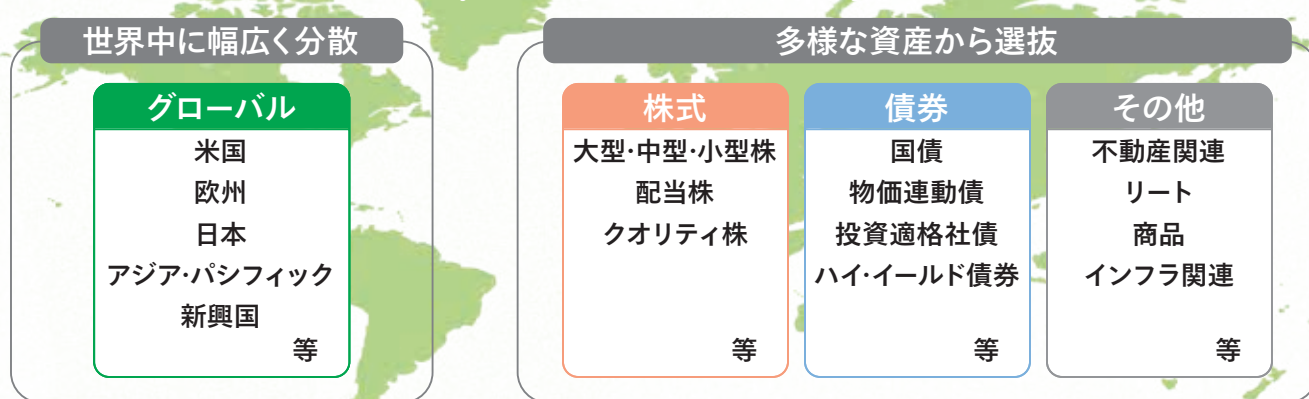 世界中に幅広く分散
グローバル
米国
欧州
日本
アジア・パシフィック
新興国
等
多様な資産から選抜
株式
大型・中型・小型株
配当株
クオリティ株
等
債券
国債
物価連動債
投資適格社債
ハイ・イールド債券
等
その他
不動産関連
リート
商品
インフラ関連
等